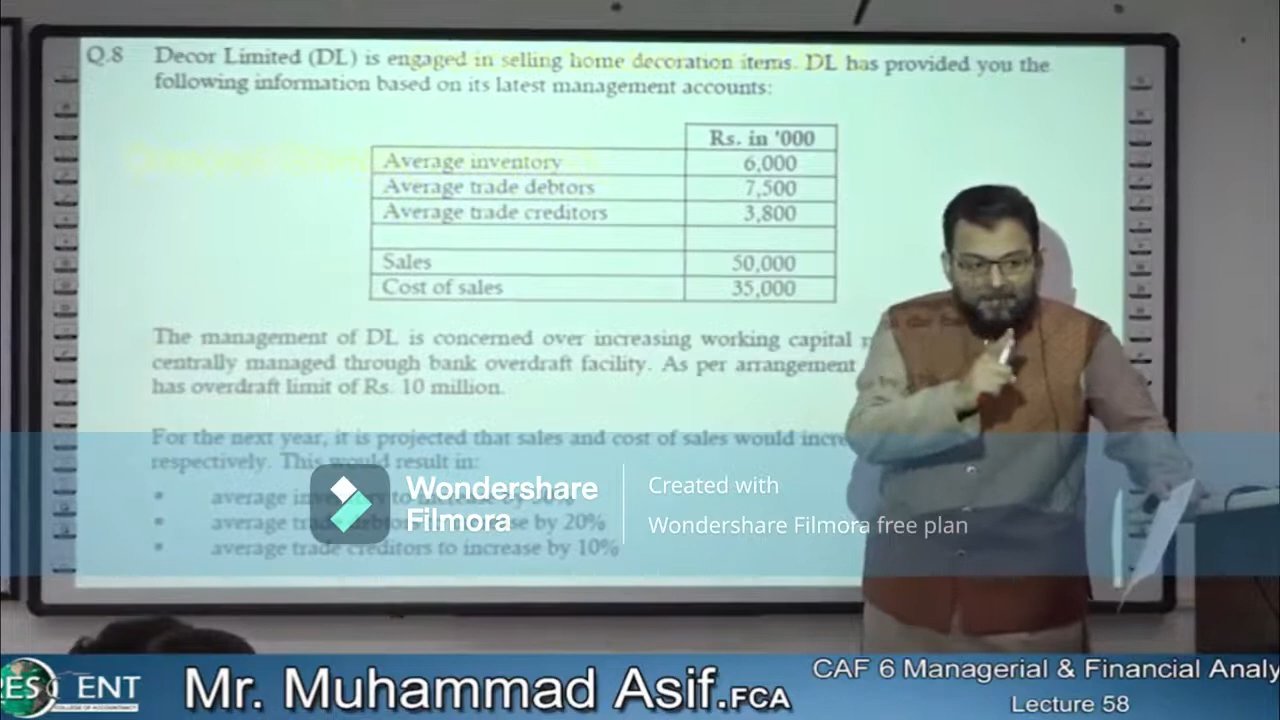 Q.8 Decor Limited (DL) is engaged in selling home decoration items. DL has provided you the
following information based on its latest management accounts:
Rs. in '000
Average inventory 6,000
Average trade debtors 7,500
Average trade creditors 3,800
Sales 50,000
Cost of sales 35,000
The management of DL is concerned over increasing working capital
centrally managed through bank overdraft facility. As per arrangement
has overdraft limit of Rs. 10 million.
For the next year, it is projected that sales and cost of sales would incre
respectively. This would result in:
average
average by 20%
average trade creditors to increase by 10%
Wondershare
Filmora
Created with
Wondershare Filmora free plan
ES ENT
COLLEGE OF ACCOUNTANCY
Mr. Muhammad Asif.FCA
CAF 6 Managerial & Financial Analy
Lecture 58